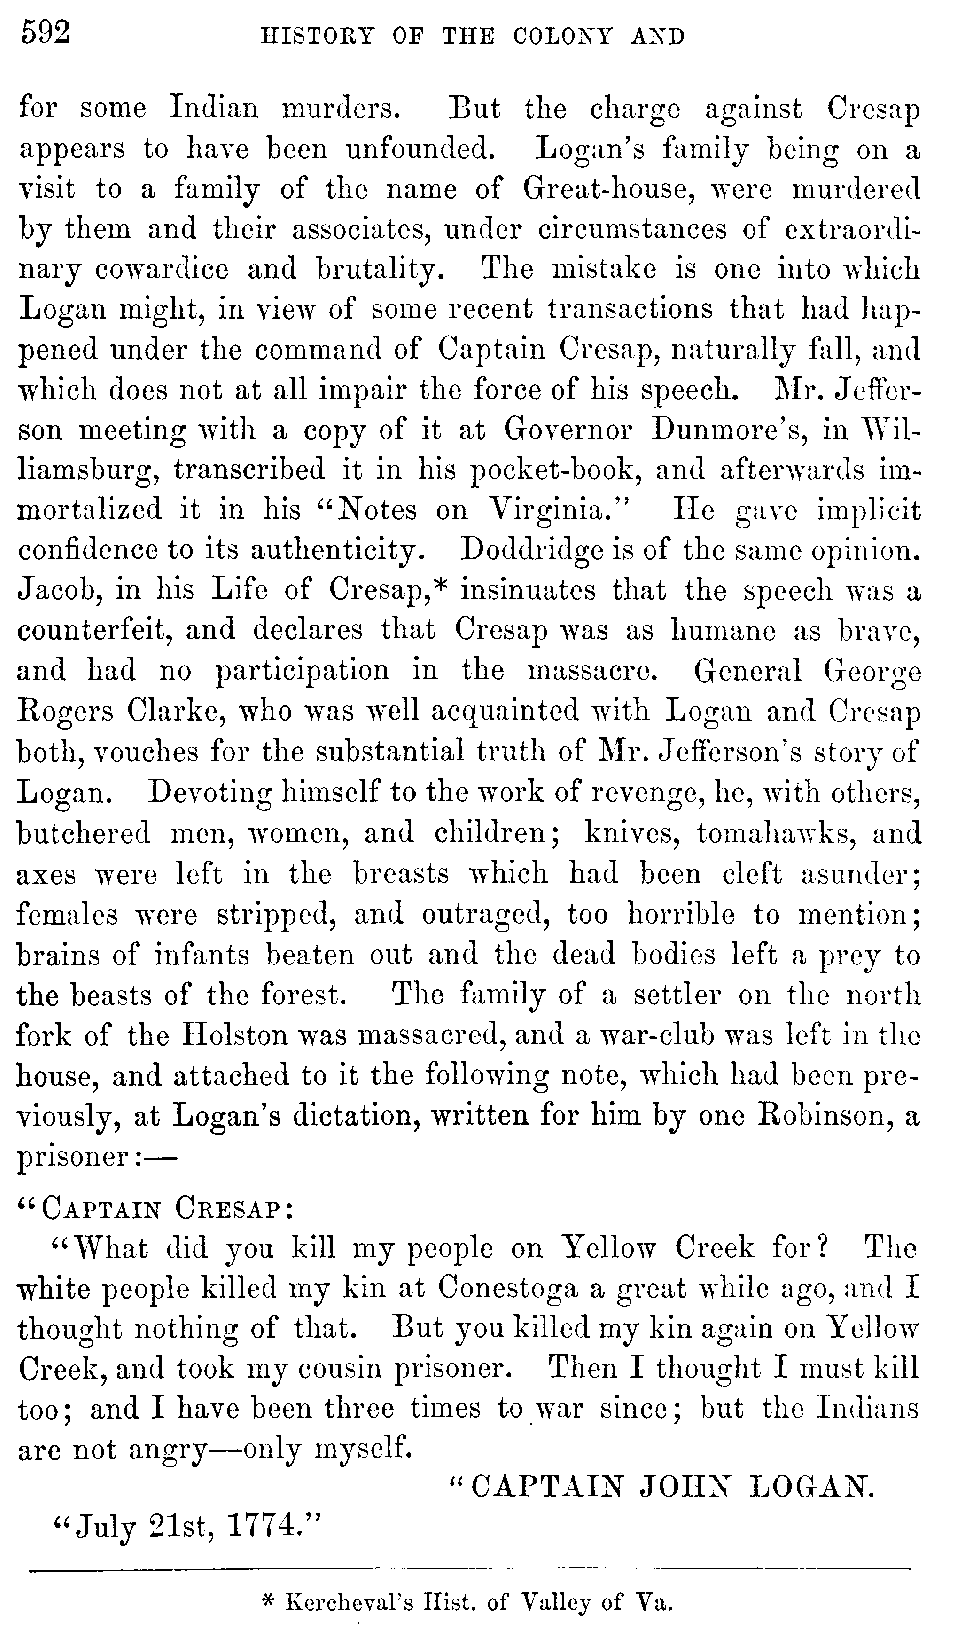 592 HISTORY OF THE COLONY AND
for some Indian murders. But the charge against Cresap
appears to have been unfounded. Logan's family being on a
visit to a family of the name of Great-house, were murdered
by them and their associates, under circumstances of extraordi-
nary cowardice and brutality. The mistake is one into which
Logan might, in view of some recent transactions that had hap-
pened under the command of Captain Cresap, naturally fall, and
which does not at all impair the force of his speech. Mr. Jeffer-
son meeting with a copy of it at Governor Dunmore's, in Wil-
liamsburg, transcribed it in his pocket-book, and afterwards im-
mortalized it in his "Notes on Virginia." He gave implicit
confidence to its authenticity. Doddridge is of the same opinion.
Jacob, in his Life of Cresap,* insinuates that the speech was a
counterfeit, and declares that Cresap was as humane as brave,
and had no participation in the massacre. General George
Rogers Clarke, who was well acquainted with Logan and Cresap
both, vouches for the substantial truth of Mr. Jefferson's story of
Logan. Devoting himself to the work of revenge, he, with others,
butchered men, women, and children; knives, tomahawks, and
axes were left in the breasts which had been cleft asunder;
females were stripped, and outraged, too horrible to mention;
brains of infants beaten out and the dead bodies left a prey to
the beasts of the forest. The family of a settler on the north
fork of the Holston was massacred, and a war-club was left in the
house, and attached to it the following note, which had been pre-
viously, at Logan's dictation, written for him by one Robinson, a
prisoner:—
"CAPTAIN CRESAP:
"What did you kill my people on Yellow Creek for? The
white people killed my kin at Conestoga a great while ago, and I
thought nothing of that. But you killed my kin again on Yellow
Creek, and took my cousin prisoner. Then I thought I must kill
too; and I have been three times to war since; but the Indians
are not angry—only myself.
"CAPTAIN JOHN LOGAN.
"July 21st, 1774."
* Kercheval's Hist. of Valley of Va.